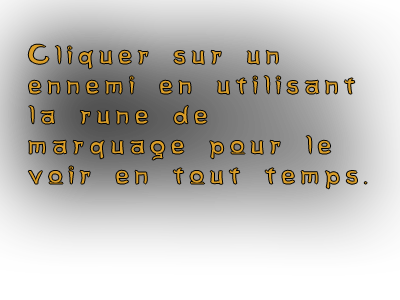 Cliquer sur un
ennemi en utilisant
la rune de
marquage pour le
voir en tout temps.